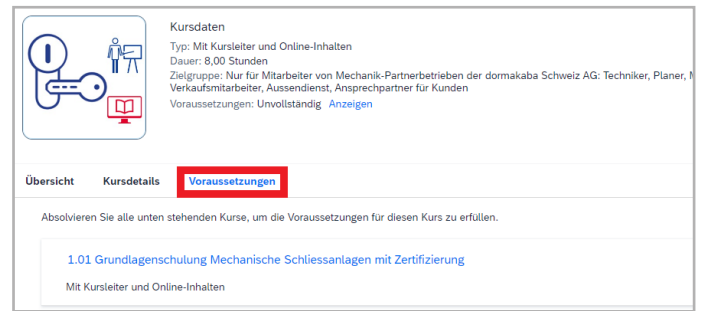 Kursdaten
Typ: Mit Kursleiter und Online-Inhalten
Dauer: 8,00 Stunden
Zielgruppe: Nur für Mitarbeiter von Mechanik-Partnerbetrieben der dormakaba Schweiz AG: Techniker, Planer,
Verkaufsmitarbeiter, Aussendienst, Ansprechpartner für Kunden
Voraussetzungen: Unvollständig Anzeigen
Übersicht Kursdetails Voraussetzungen
Absolvieren Sie alle unten stehenden Kurse, um die Voraussetzungen für diesen Kurs zu erfüllen.
1.01 Grundlagenschulung Mechanische Schliessanlagen mit Zertifizierung
Mit Kursleiter und Online-Inhalten